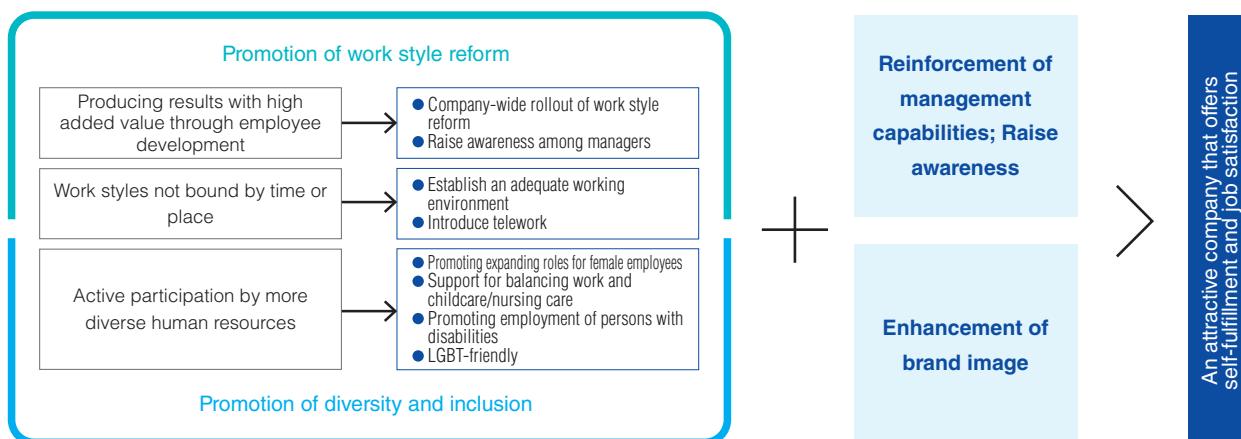 Promotion of work style reform
Producing results with high
added value through employee
development
● Company-wide rollout of work style
reform
● Raise awareness among managers
Work styles not bound by time or
place
● Establish an adequate working
environment
● Introduce telework
Active participation by more
diverse human resources
● Promoting expanding roles for female employees
● Support for balancing work and
childcare/nursing care
● Promoting employment of persons with
disabilities
● LGBT-friendly
Promotion of diversity and inclusion
Reinforcement of
management
capabilities; Raise
awareness
Enhancement of
brand image
An attractive company that offers
self-fulfillment and job satisfaction